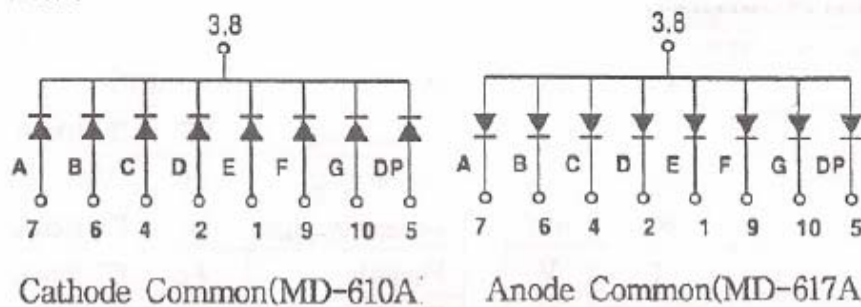 3,8 3,8
A B C D E F G DP A B C D E F G DP
7 6 4 2 1 9 10 5 7 6 4 2 1 9 10 5
Cathode Common(MD-610A Anode Common(MD-617A